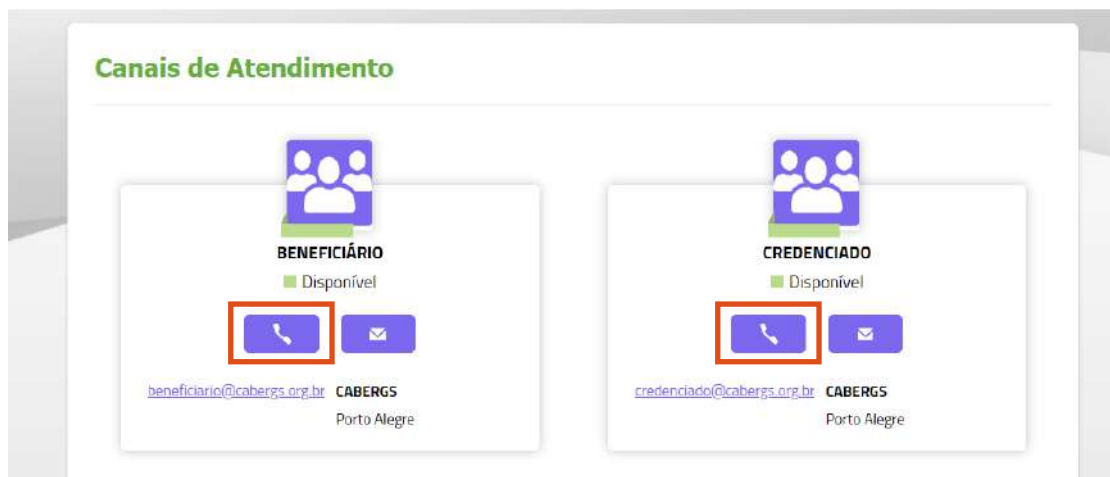 Canais de Atendimento
BENEFICIÁRIO
Disponível
beneficiario@cabergs.org.br CABERGS
Porto Alegre
CREDENCIADO
Disponível
credenciado@cabergs.org.br CABERGS
Porto Alegre